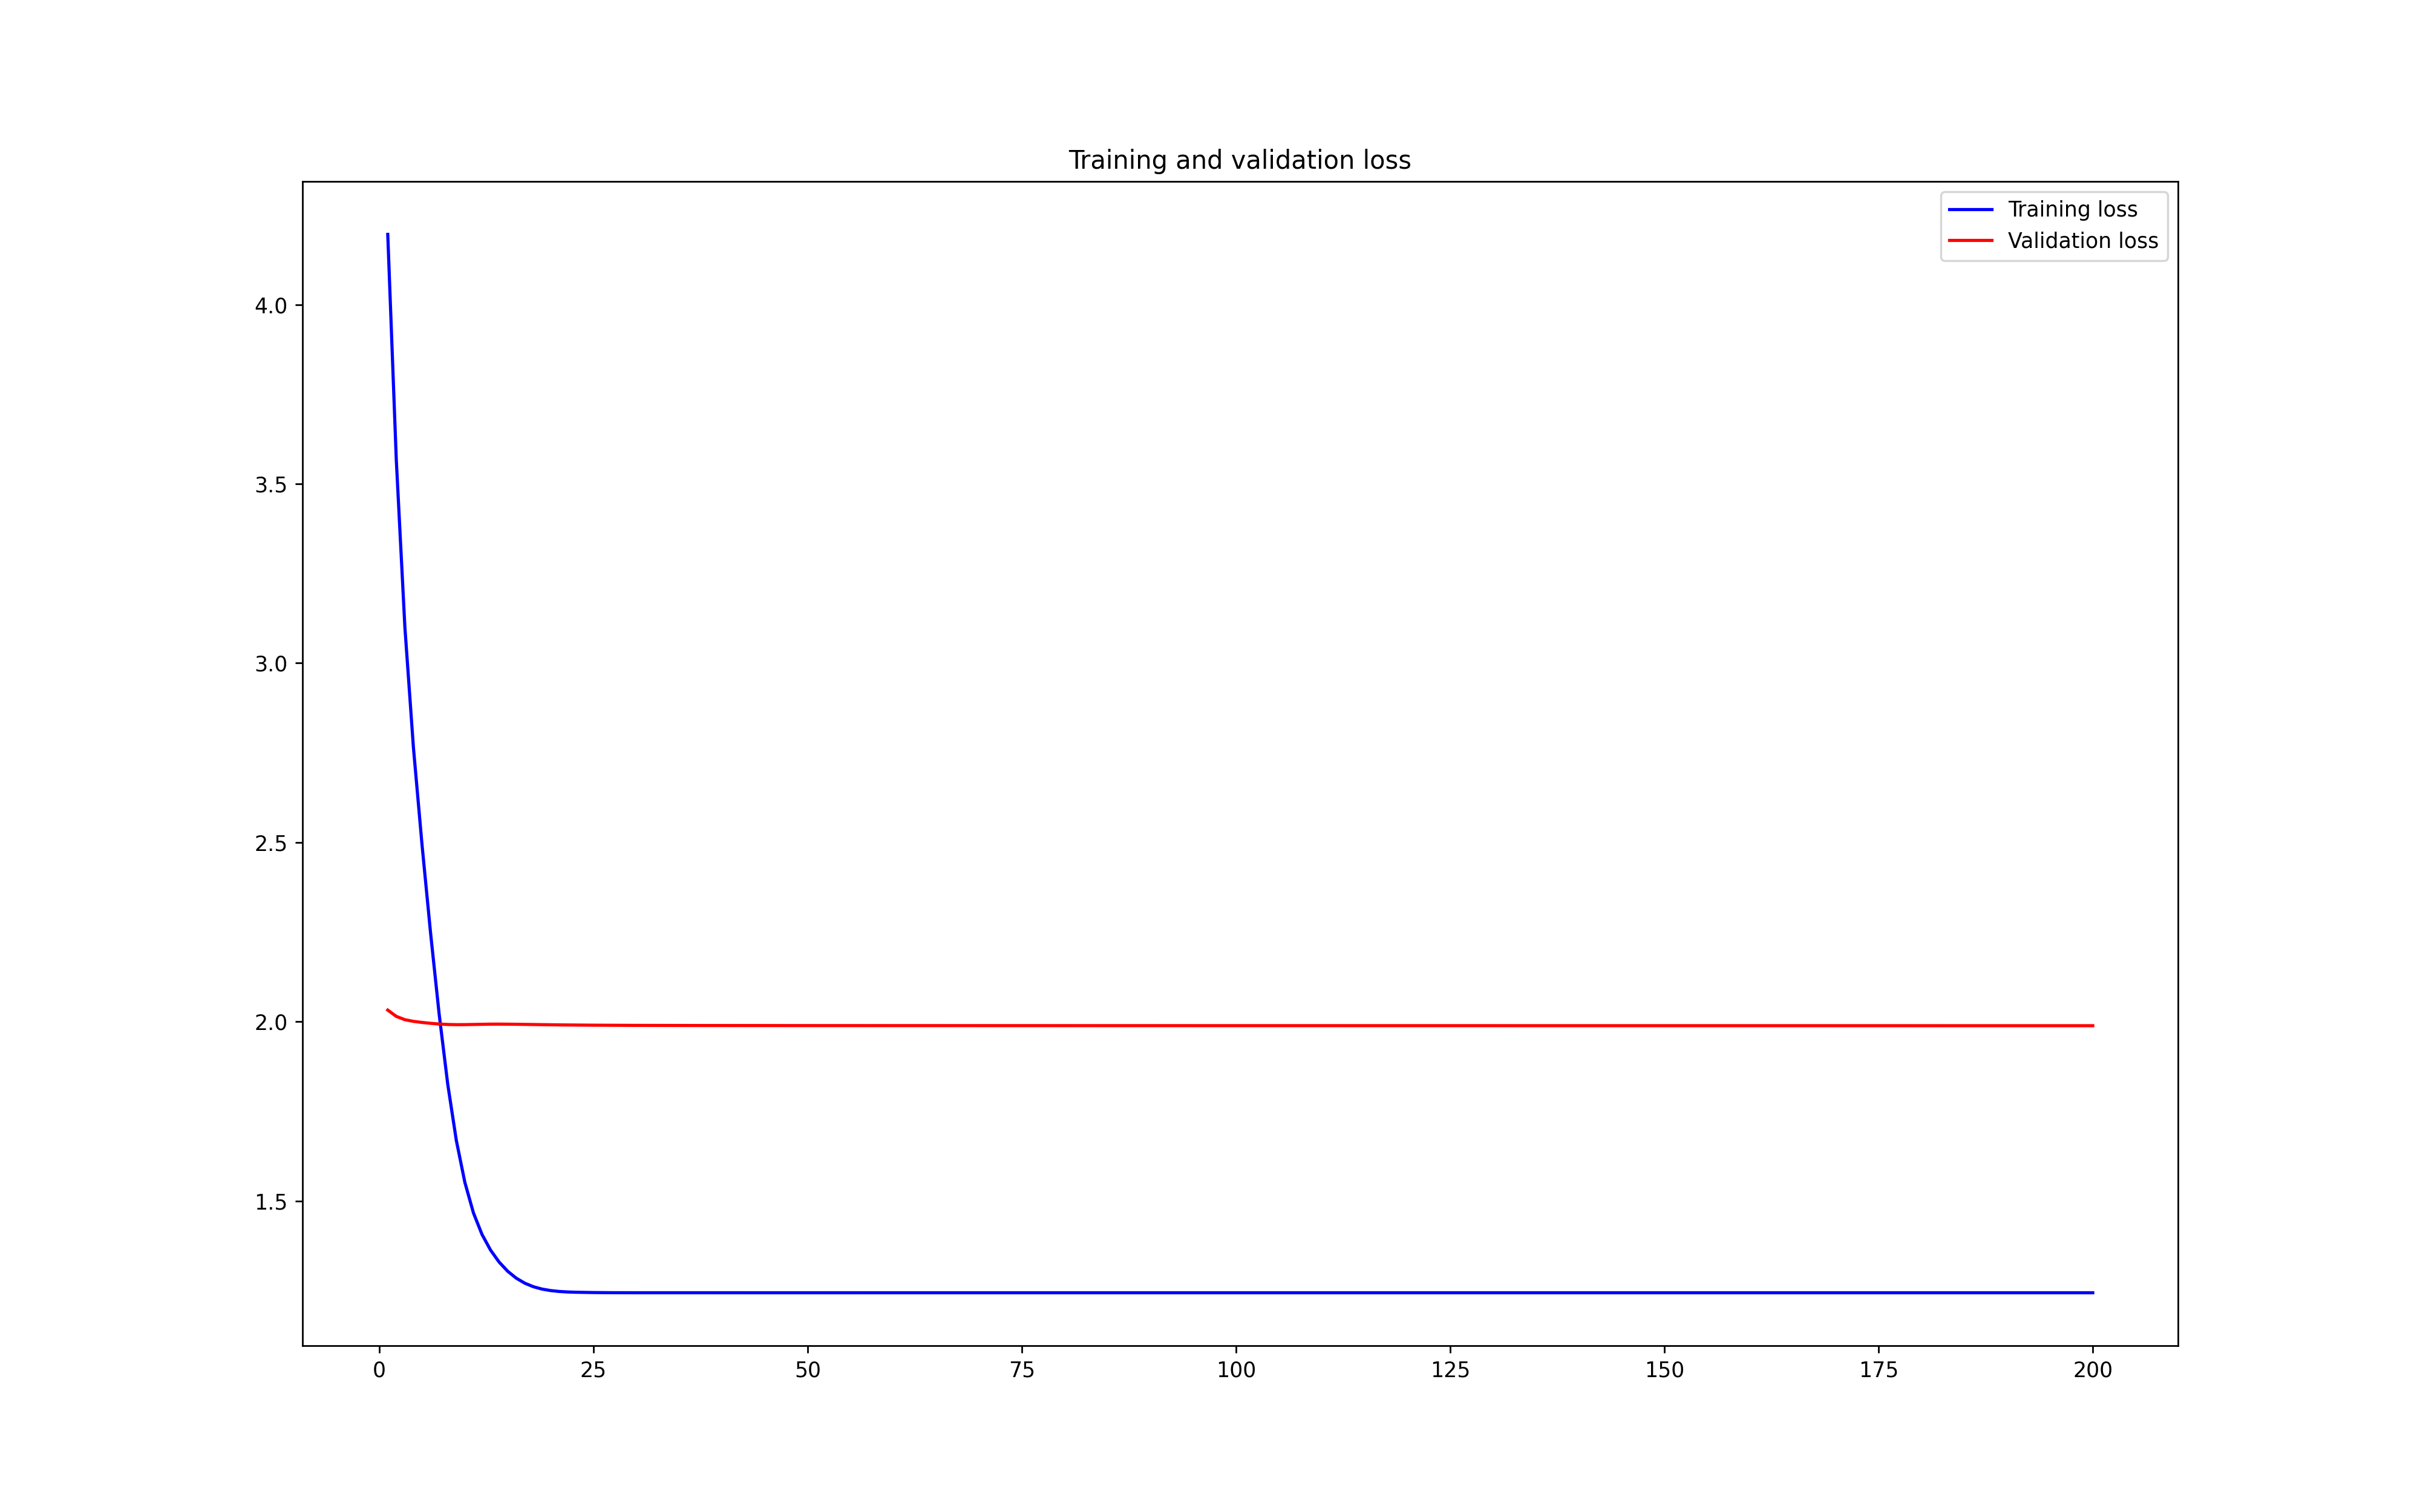 Training and validation loss
Training loss
Validation loss
4.0
3.5
3.0
2.5
2.0
1.5
0 25 50 75 100 125 150 175 200